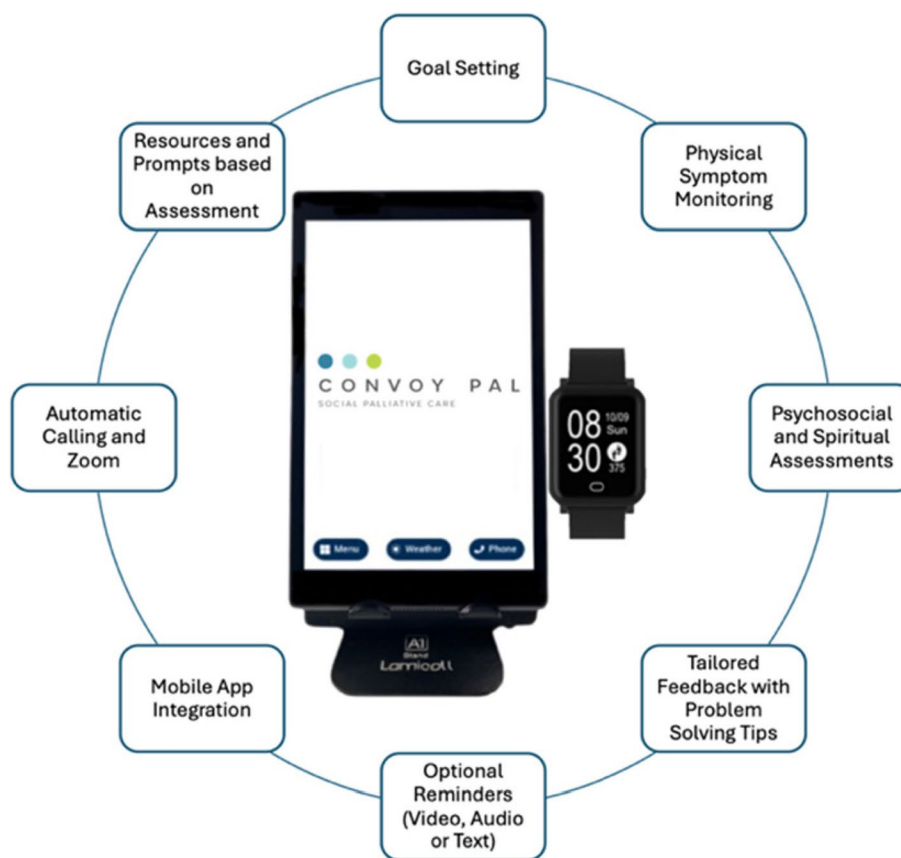 Goal Setting
Resources and
Prompts based
on
Assessment
Physical
Symptom
Monitoring
CONVOY PAL
SOCIAL PALLIATIVE CARE
08
30
10/09
Sun
375
Automatic
Calling and
Zoom
Psychosocial
and Spiritual
Assessments
Menu
Weather
Phone
A1
Stand
Lamicall
Mobile App
Integration
Tailored
Feedback with
Problem
Solving Tips
Optional
Reminders
(Video, Audio
or Text)